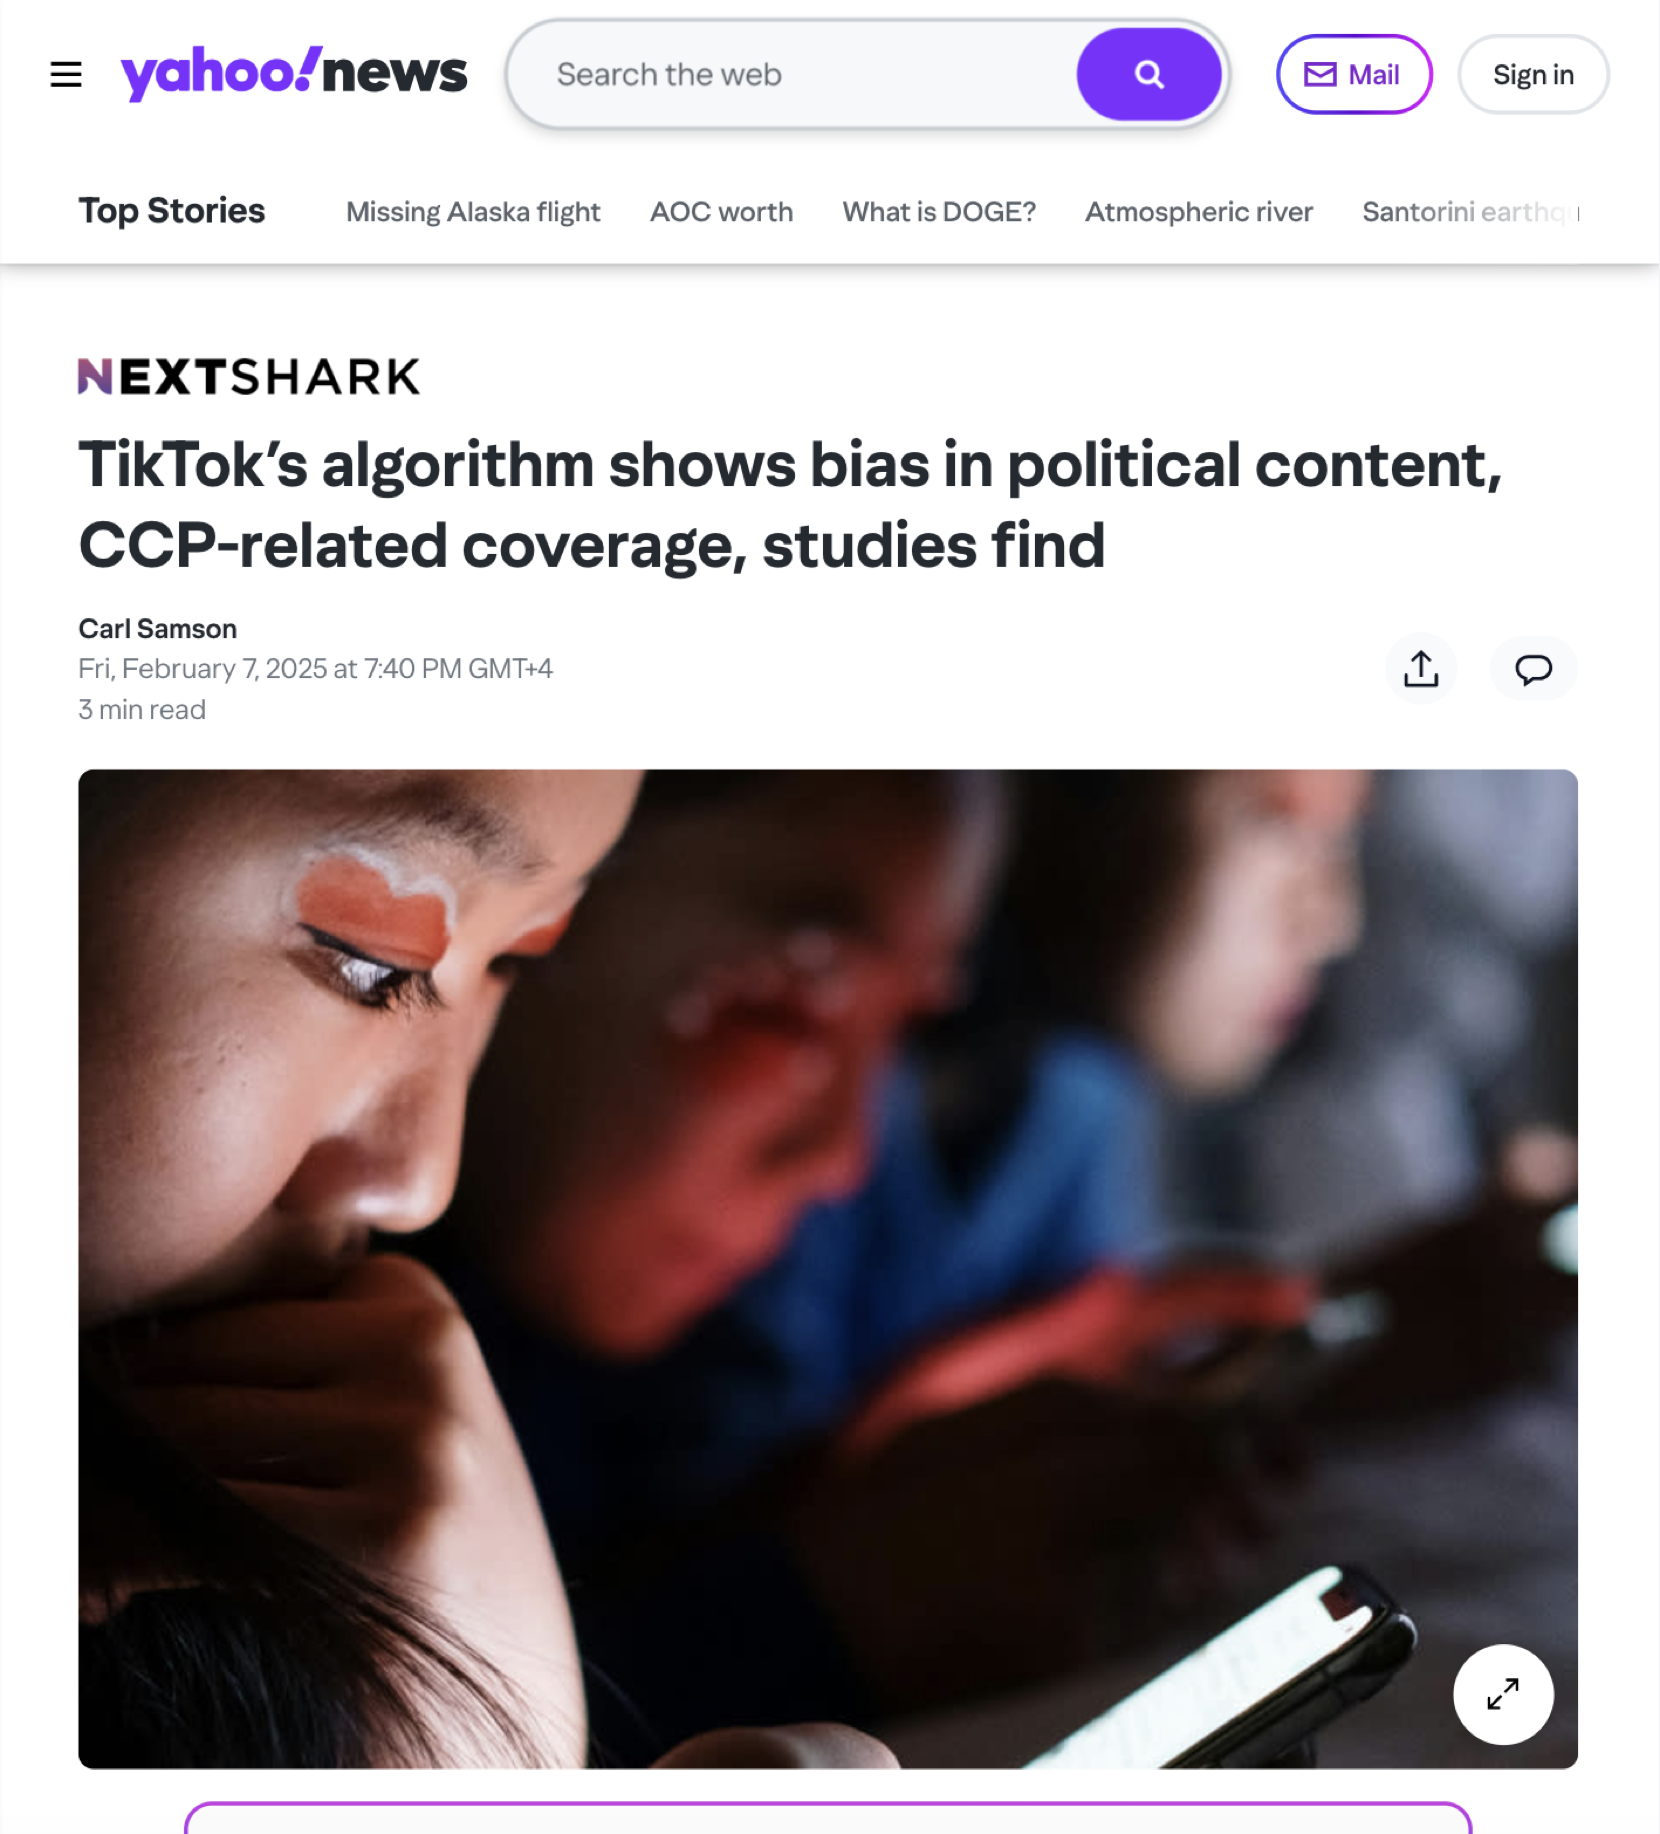 yahoo!news
Search the web
Mail
Sign in
Top Stories
Missing Alaska flight
AOC worth
What is DOGE?
Atmospheric river
Santorini earthqu
NEXTSHARK
TikTok’s algorithm shows bias in political content,
CCP-related coverage, studies find
Carl Samson
Fri, February 7, 2025 at 7:40 PM GMT+4
3 min read